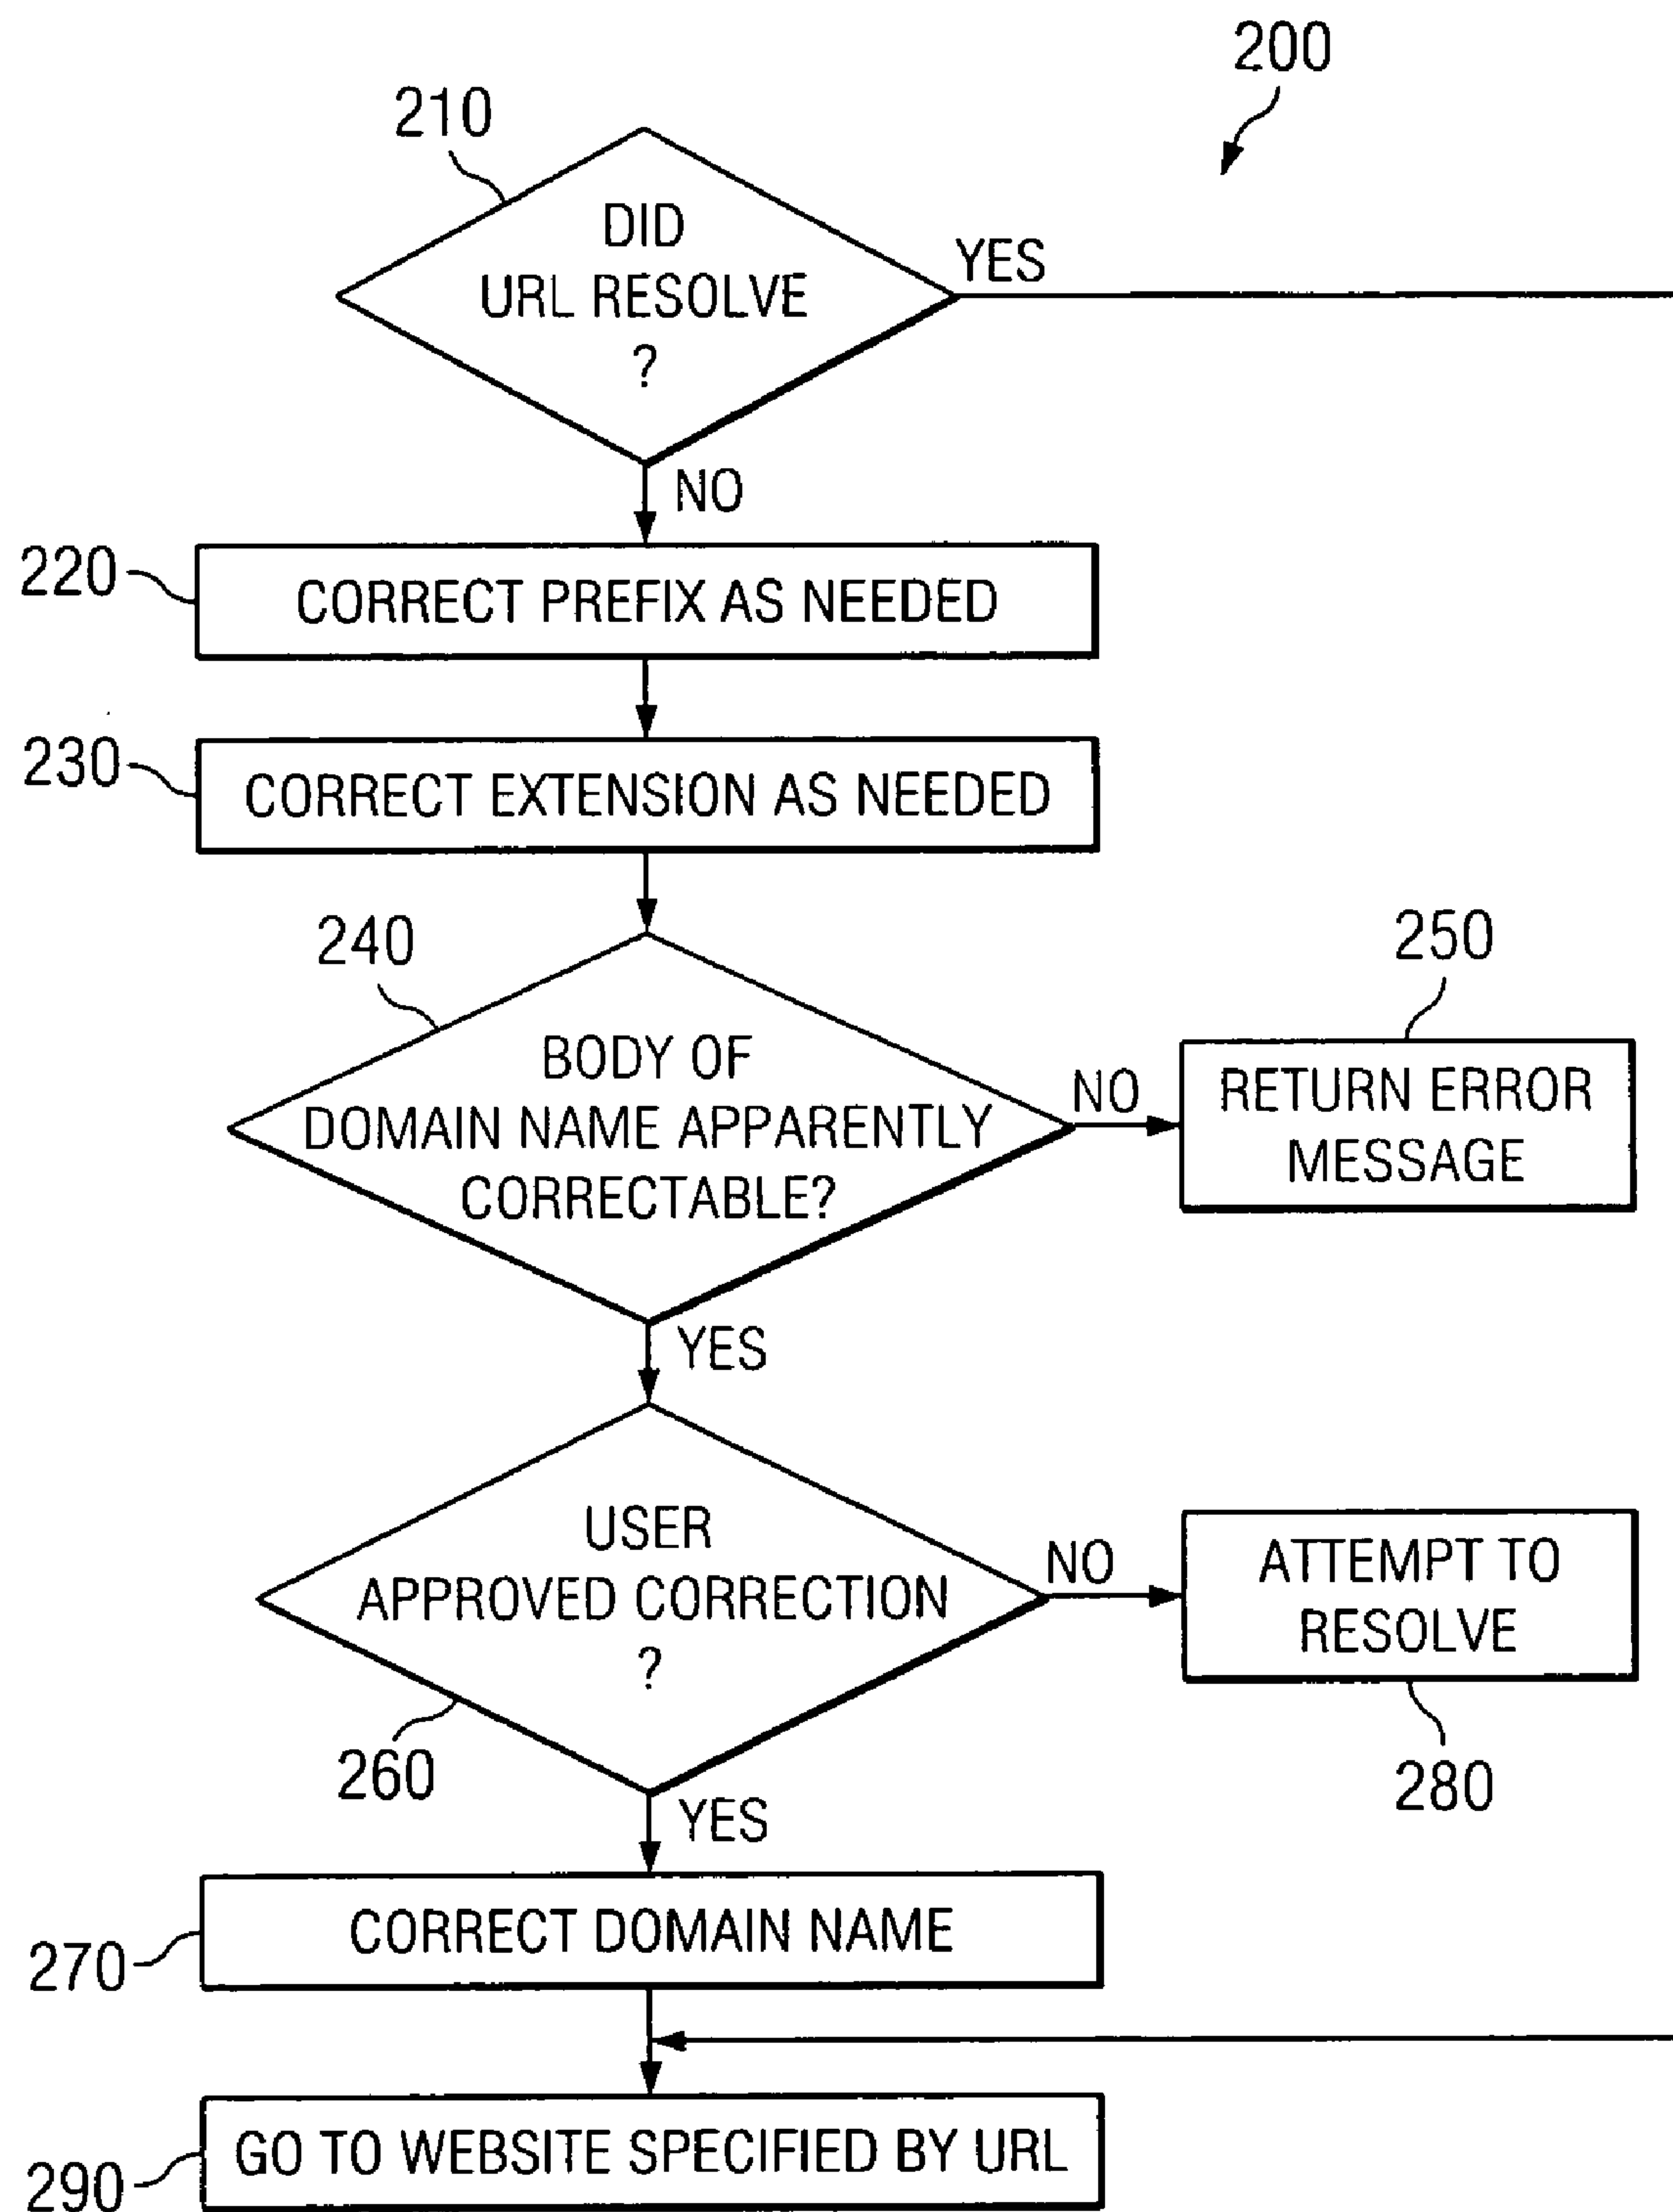 200
210
DID
URL RESOLVE
?
YES
NO
220
CORRECT PREFIX AS NEEDED
230
CORRECT EXTENSION AS NEEDED
240
BODY OF
DOMAIN NAME APPARENTLY
CORRECTABLE?
NO
250
RETURN ERROR
MESSAGE
YES
USER
APPROVED CORRECTION
?
260
NO
ATTEMPT TO
RESOLVE
280
YES
270
CORRECT DOMAIN NAME
290
GO TO WEBSITE SPECIFIED BY URL